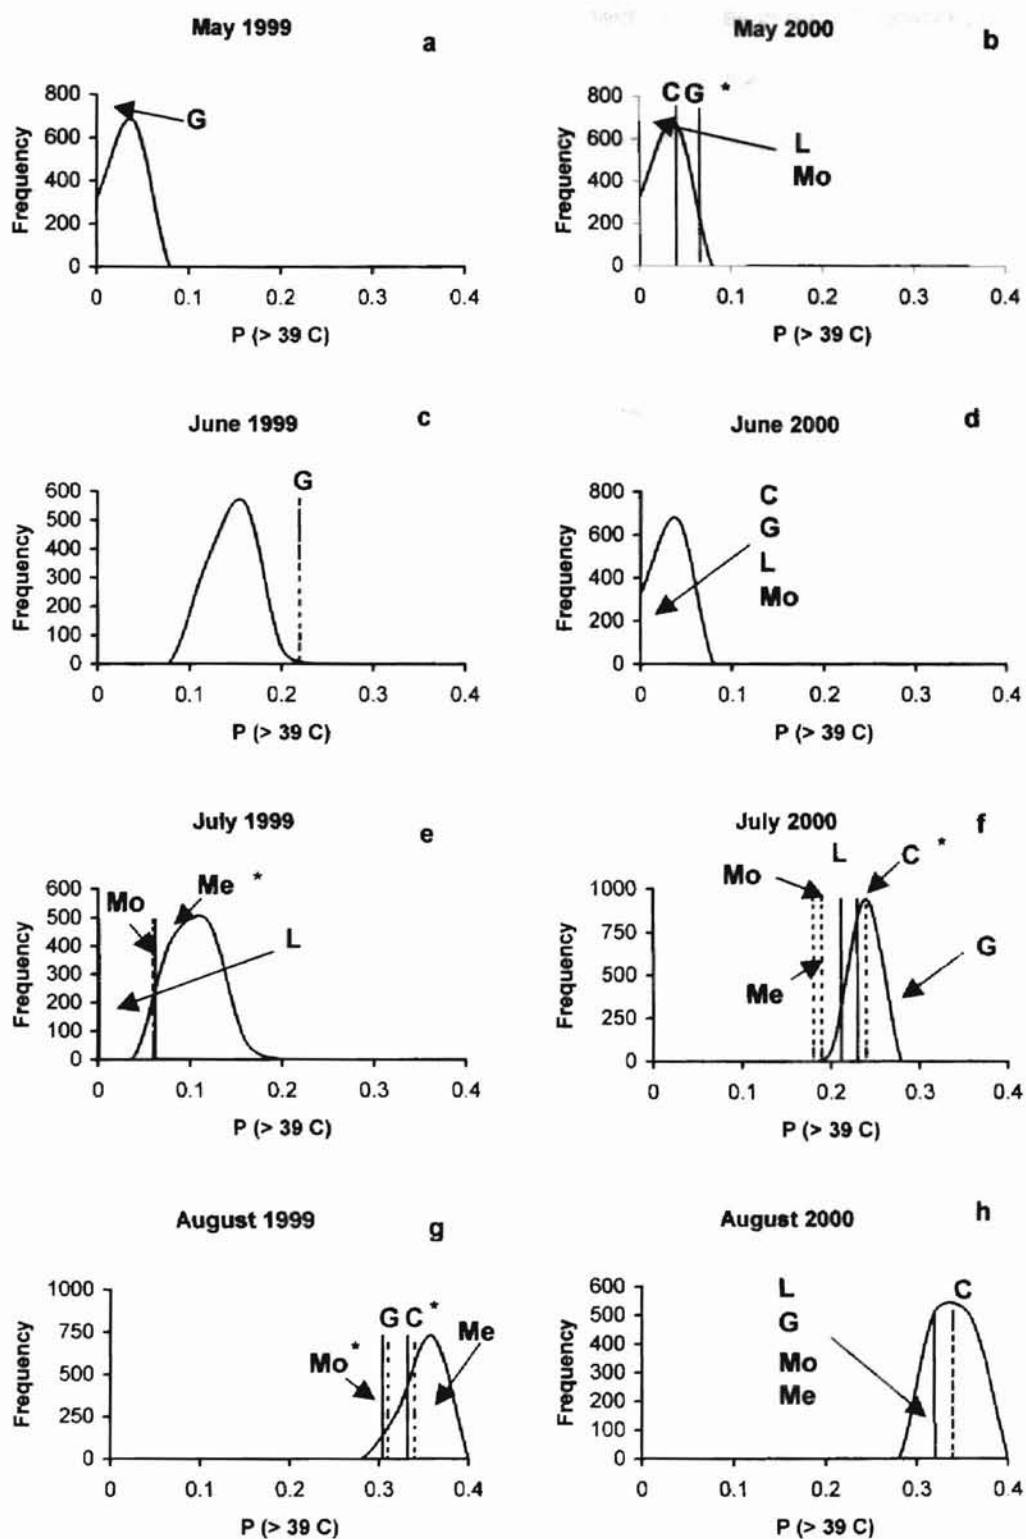 May 1999
a
800
600
400
200
0
Frequency
G
0 0.1 0.2 0.3 0.4
P (> 39 C)
May 2000
b
800
600
400
200
0
Frequency
C G *
L
Mo
0 0.1 0.2 0.3 0.4
P (> 39 C)
June 1999
c
600
500
400
300
200
100
0
Frequency
G
0 0.1 0.2 0.3 0.4
P (> 39 C)
June 2000
d
800
600
400
200
0
Frequency
C
G
L
Mo
0 0.1 0.2 0.3 0.4
P (> 39 C)
July 1999
e
600
500
400
300
200
100
0
Frequency
Mo
Me *
L
0 0.1 0.2 0.3 0.4
P (> 39 C)
July 2000
f
1000
750
500
250
0
Frequency
L
C *
Mo
Me
G
0 0.1 0.2 0.3 0.4
P (> 39 C)
August 1999
g
1000
750
500
250
0
Frequency
G C *
Mo *
Me
0 0.1 0.2 0.3 0.4
P (> 39 C)
August 2000
h
600
500
400
300
200
100
0
Frequency
L
G
Mo
Me
C
0 0.1 0.2 0.3 0.4
P (> 39 C)